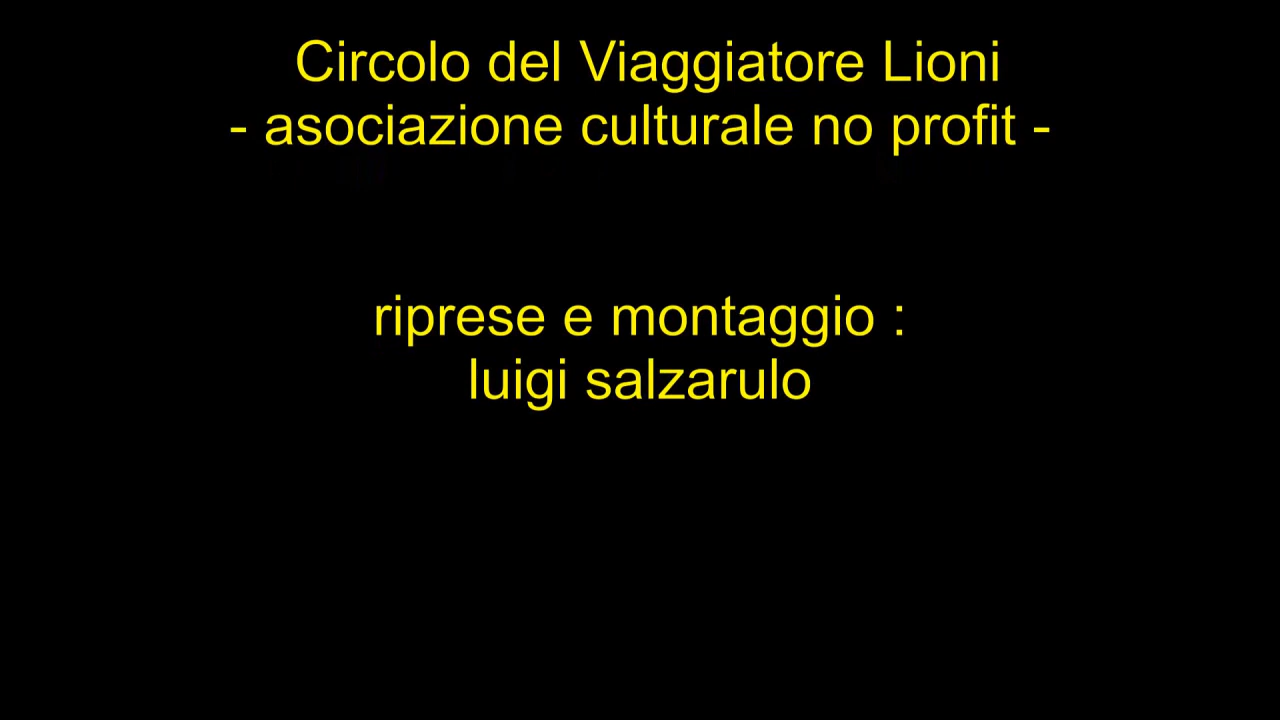 Circolo del Viaggiatore Lioni
- asociazione culturale no profit -
riprese e montaggio :
luigi salzarulo